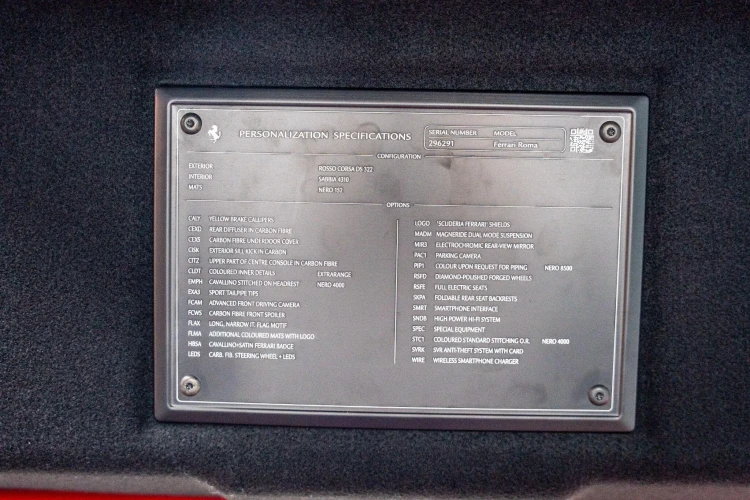 PERSONALIZATION SPECIFICATIONS
SERIAL NUMBER MODEL
296291 Ferrari Roma
CONFIGURATION
EXTERIOR ROSSO CORSA DS 322
INTERIOR SABBIA 4310
MATS NERO 157
OPTIONS
CALY YELLOW BRAKE CALLIPERS
CEXD REAR DIFFUSER IN CARBON FIBRE
CEXS CARBON FIBRE UNDERDOOR COVER
CISK EXTERIOR SILL KICK IN CARBON
CITZ UPPER PART OF CENTRE CONSOLE IN CARBON FIBRE
CLDT COLOURED INNER DETAILS EXTRARANGE
EMPH CAVALLINO STITCHED ON HEADREST NERO 4000
EXA3 SPORT TAILPIPE TIPS
FCAM ADVANCED FRONT DRIVING CAMERA
FCWS CARBON FIBRE FRONT SPOILER
FLAX LONG, NARROW IT. FLAG MOTIF
FLMA ADDITIONAL COLOURED MATS WITH LOGO
HBSA CAVALLINO+SATIN FERRARI BADGE
LEDS CARB. FIB. STEERING WHEEL + LEDS
LOGO 'SCUDERIA FERRARI' SHIELDS
MADM MAGNERIDE DUAL MODE SUSPENSION
MIR3 ELECTROCHROMIC REAR-VIEW MIRROR
PAC1 PARKING CAMERA
PIP1 COLOUR UPON REQUEST FOR PIPING NERO 8500
RSFD DIAMOND-POLISHED FORGED WHEELS
RSFE FULL ELECTRIC SEATS
SKPA FOLDABLE REAR SEAT BACKRESTS
SMRT SMARTPHONE INTERFACE
SNDB HIGH POWER HI-FI SYSTEM
SPEC SPECIAL EQUIPMENT
STC1 COLOURED STANDARD STITCHING O.R. NERO 4000
SVRK SVR ANTI-THEFT SYSTEM WITH CARD
WIRE WIRELESS SMARTPHONE CHARGER